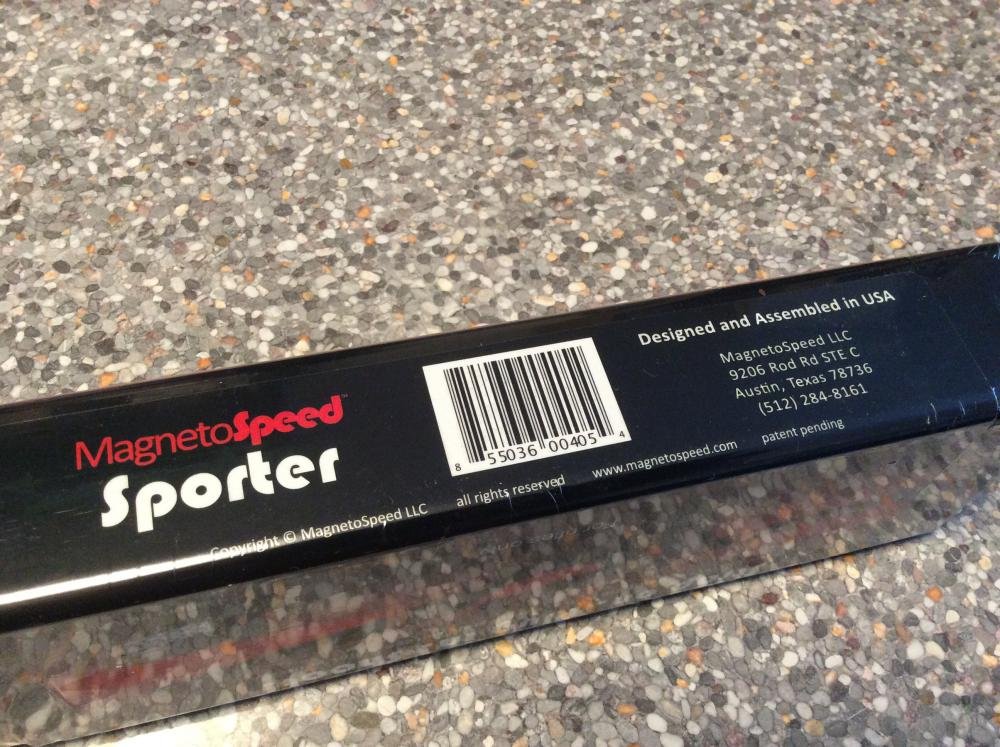 MagnetoSpeed™
Sporter
Copyright © MagnetoSpeed LLC all rights reserved www.magnetospeed.com patent pending
8 55036 00405 4
Designed and Assembled in USA
MagnetoSpeed LLC
9206 Rod Rd STE C
Austin, Texas 78736
(512) 284-8161